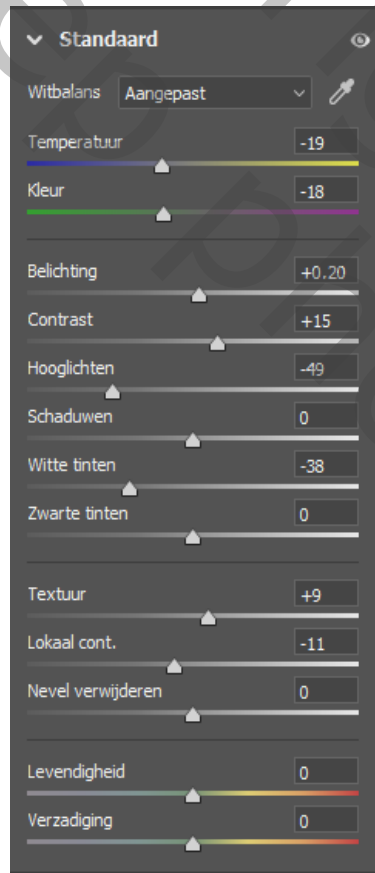 Standaard
Witbalans Aangepast
Temperatuur -19
Kleur -18
Belichting +0.20
Contrast +15
Hooglichten -49
Schaduwen 0
Witte tinten -38
Zwarte tinten 0
Textuur +9
Lokaal cont. -11
Nevel verwijderen 0
Levendigheid 0
Verzadiging 0